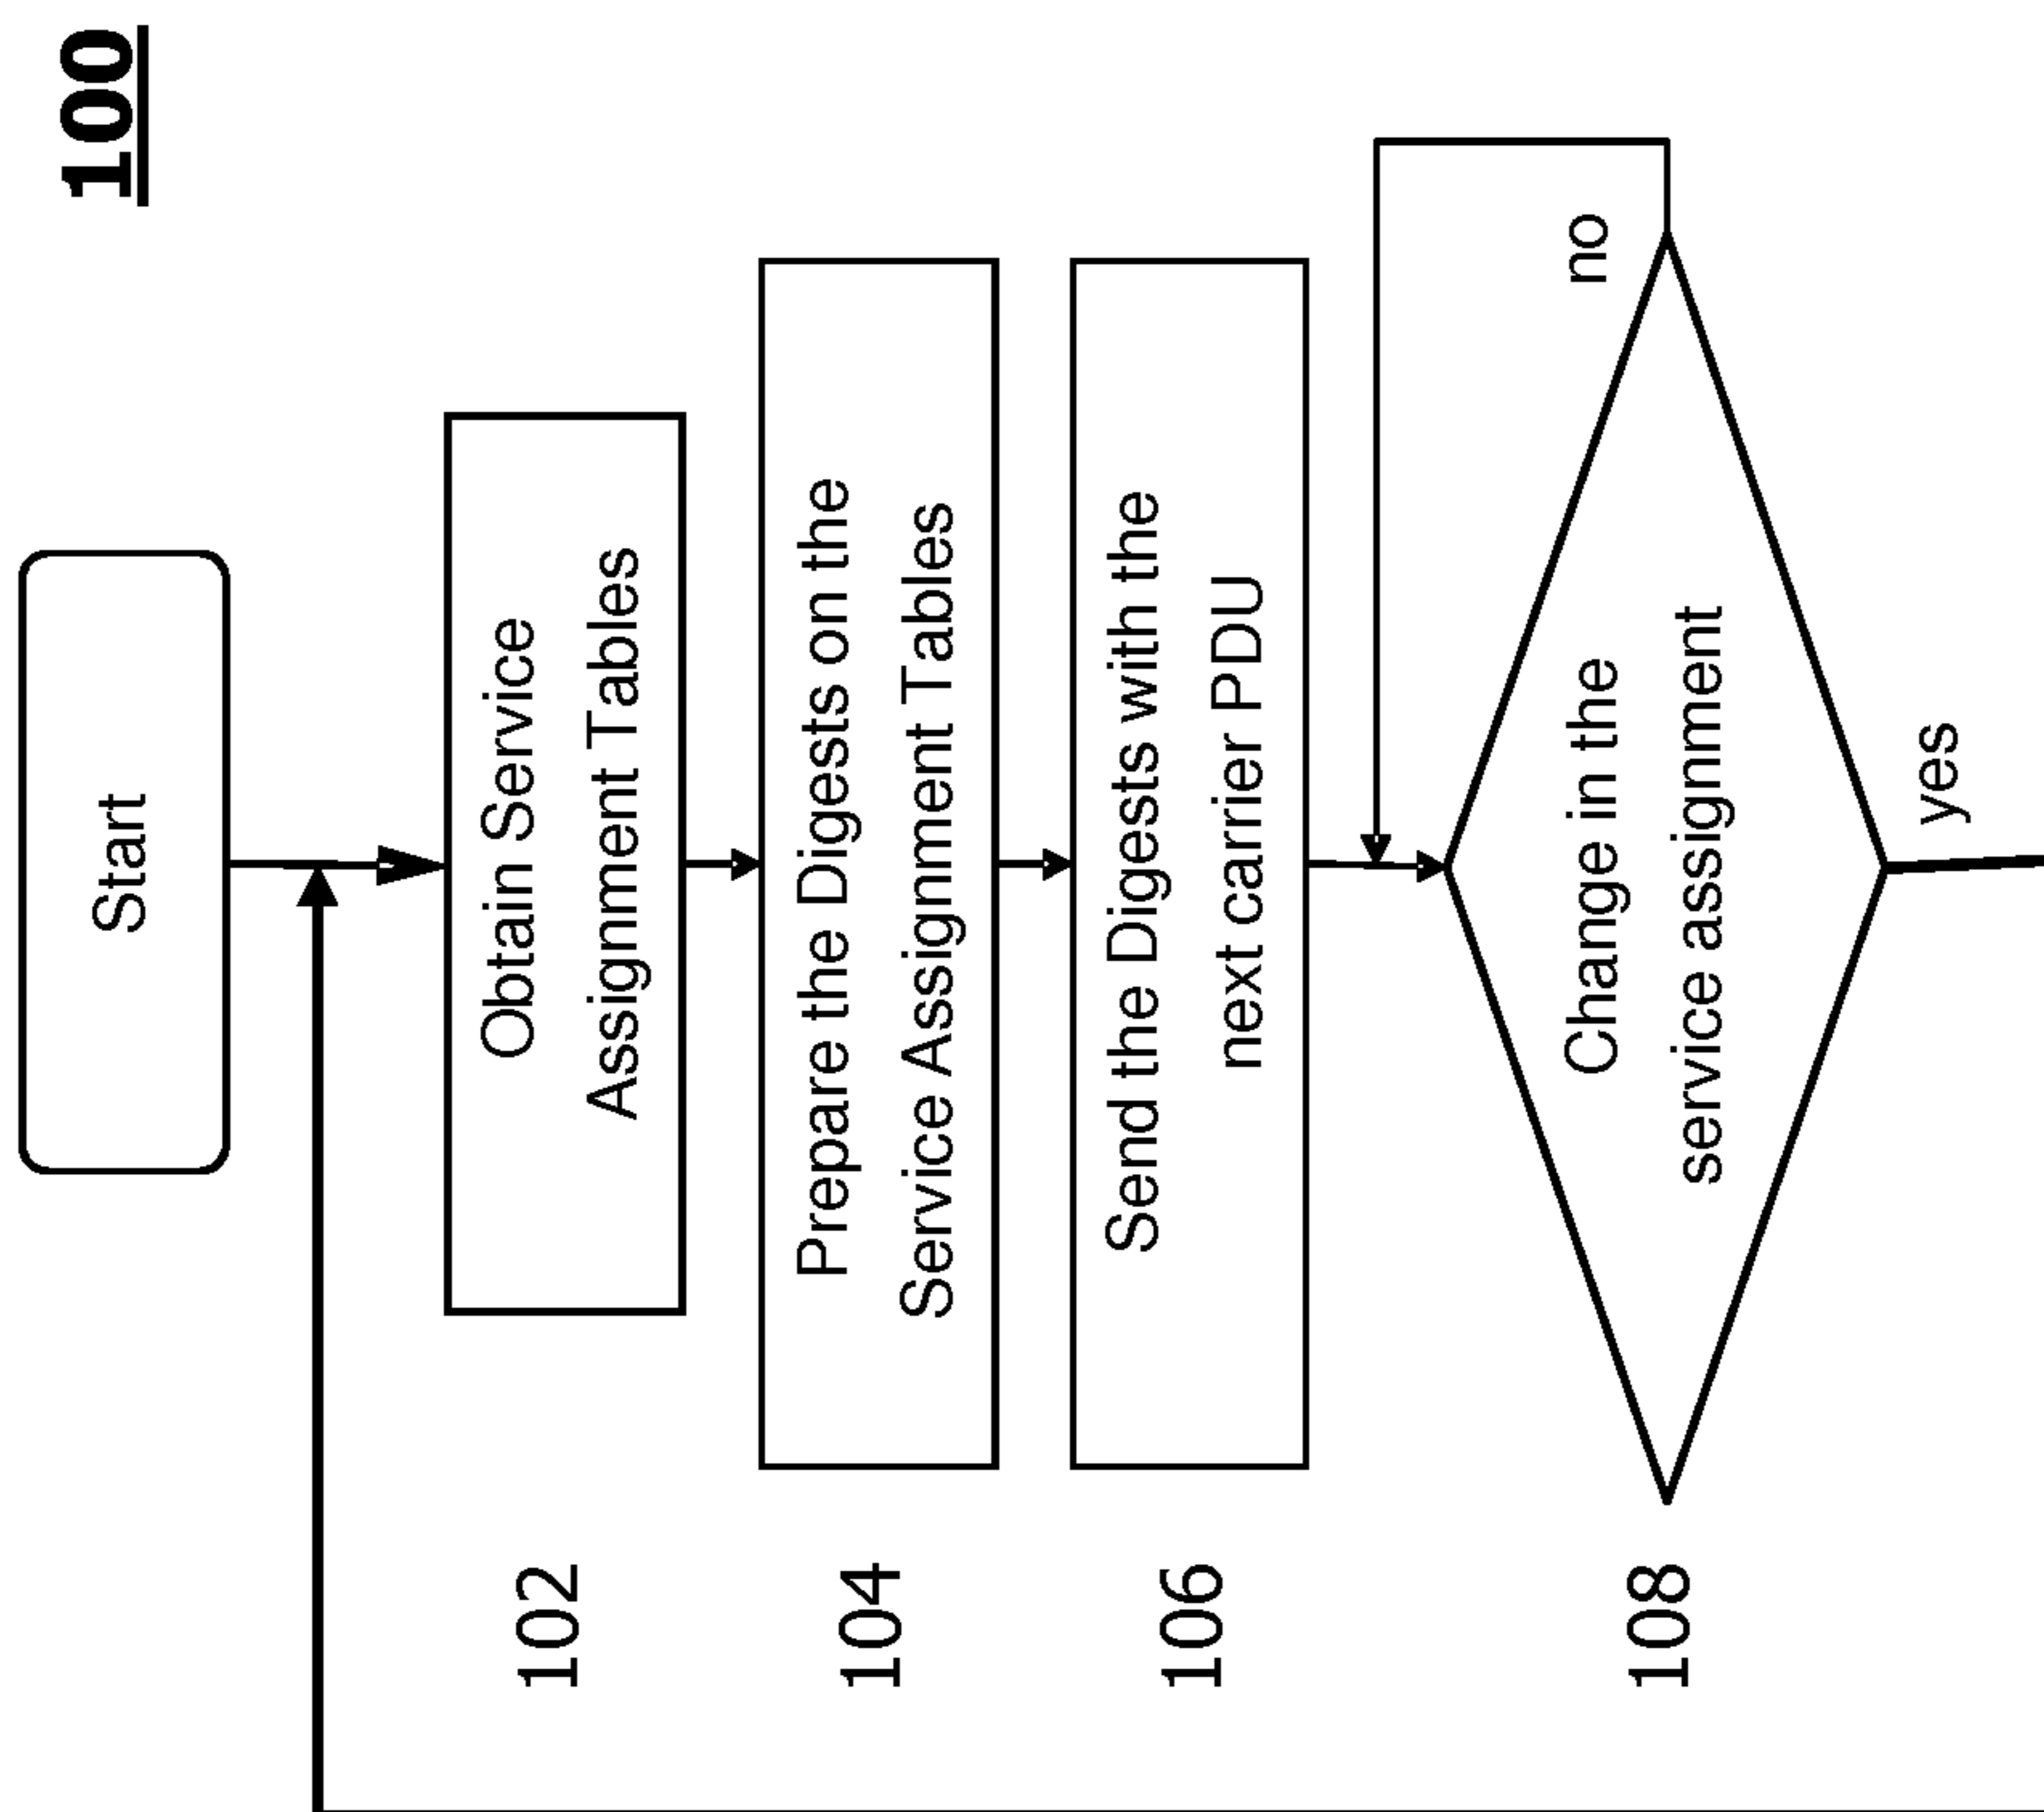 100
Start
102
Obtain Service
Assignment Tables
104
Prepare the Digests on the
Service Assignment Tables
106
Send the Digests with the
next carrier PDU
108
Change in the
service assignment
no
yes